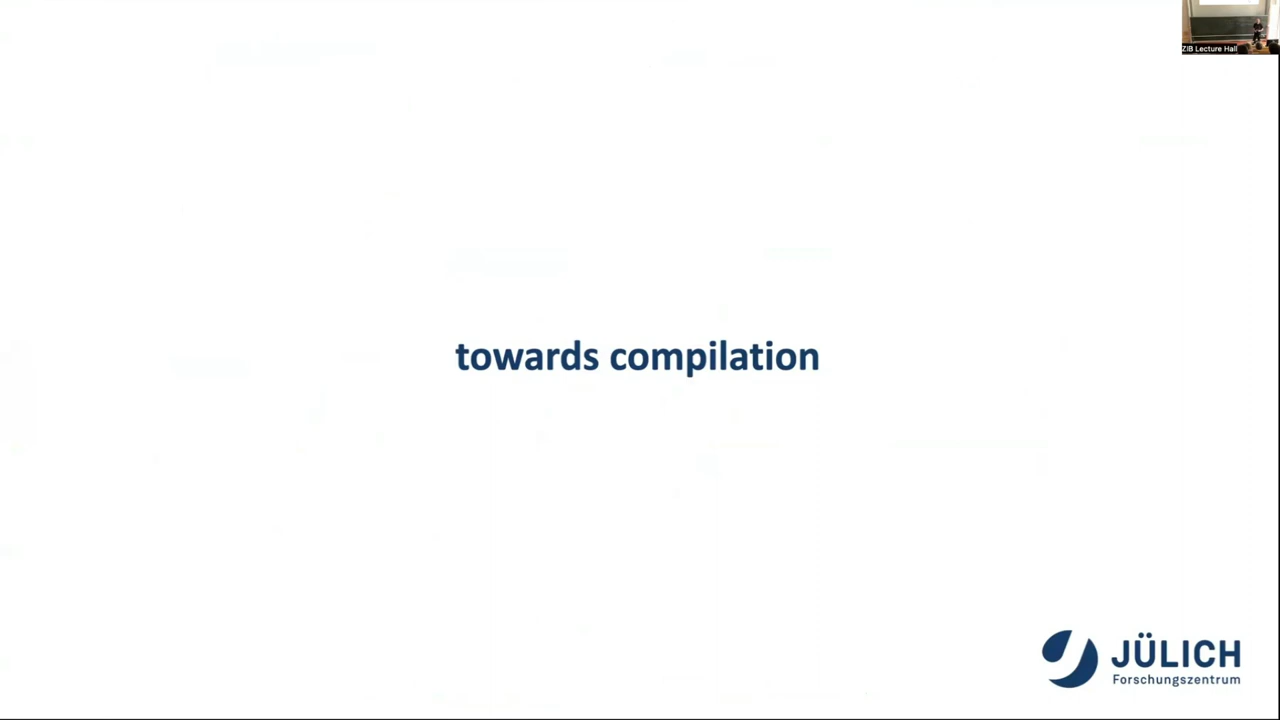 ZIB Lecture Hall
towards compilation
JÜLICH
Forschungszentrum